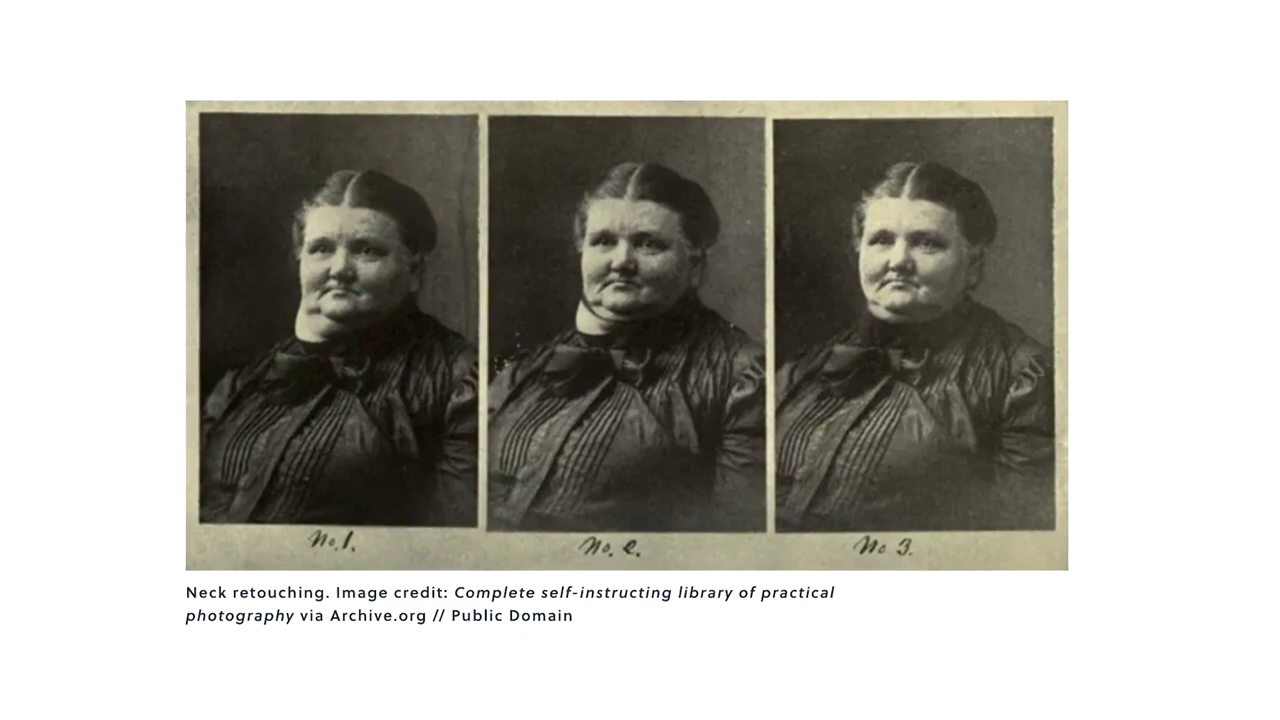 No. 1.
No. 2.
No 3.
Neck retouching. Image credit: Complete self-instructing library of practical
photography via Archive.org // Public Domain